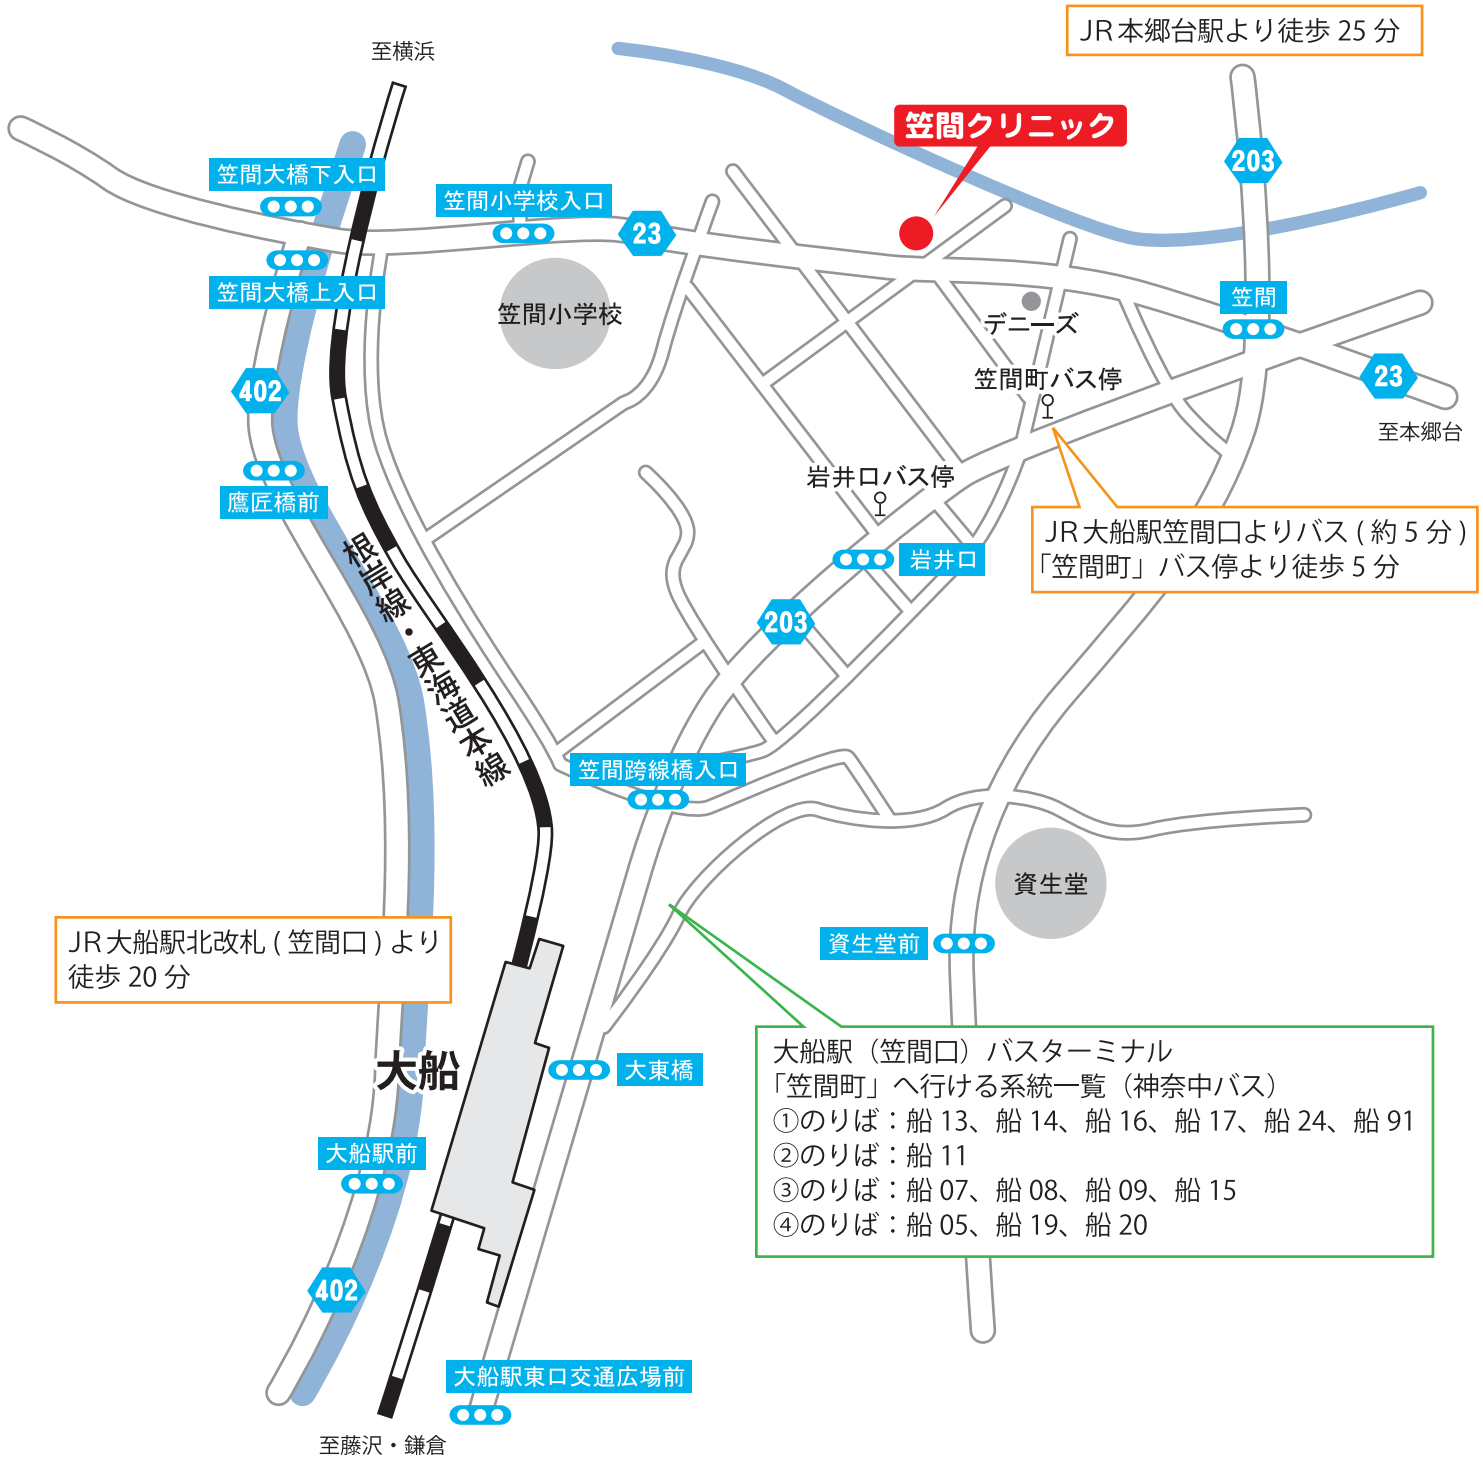 JR本郷台駅より徒歩25分
至横浜
笠間クリニック
203
笠間大橋下入口
笠間小学校入口
23
笠間大橋上入口
笠間
笠間小学校
デニーズ
笠間町バス停
23
402
至本郷台
岩井口バス停
鷹匠橋前
JR大船駅笠間口よりバス(約5分)
「笠間町」バス停より徒歩5分
岩井口
根岸線・東海道本線
203
笠間跨線橋入口
資生堂
JR大船駅北改札(笠間口)より
徒歩20分
資生堂前
大船
大東橋
大船駅(笠間口)バスターミナル
「笠間町」へ行ける系統一覧(神奈中バス)
①のりば:船13、船14、船16、船17、船24、船91
②のりば:船11
③のりば:船07、船08、船09、船15
④のりば:船05、船19、船20
大船駅前
402
大船駅東口交通広場前
至藤沢・鎌倉